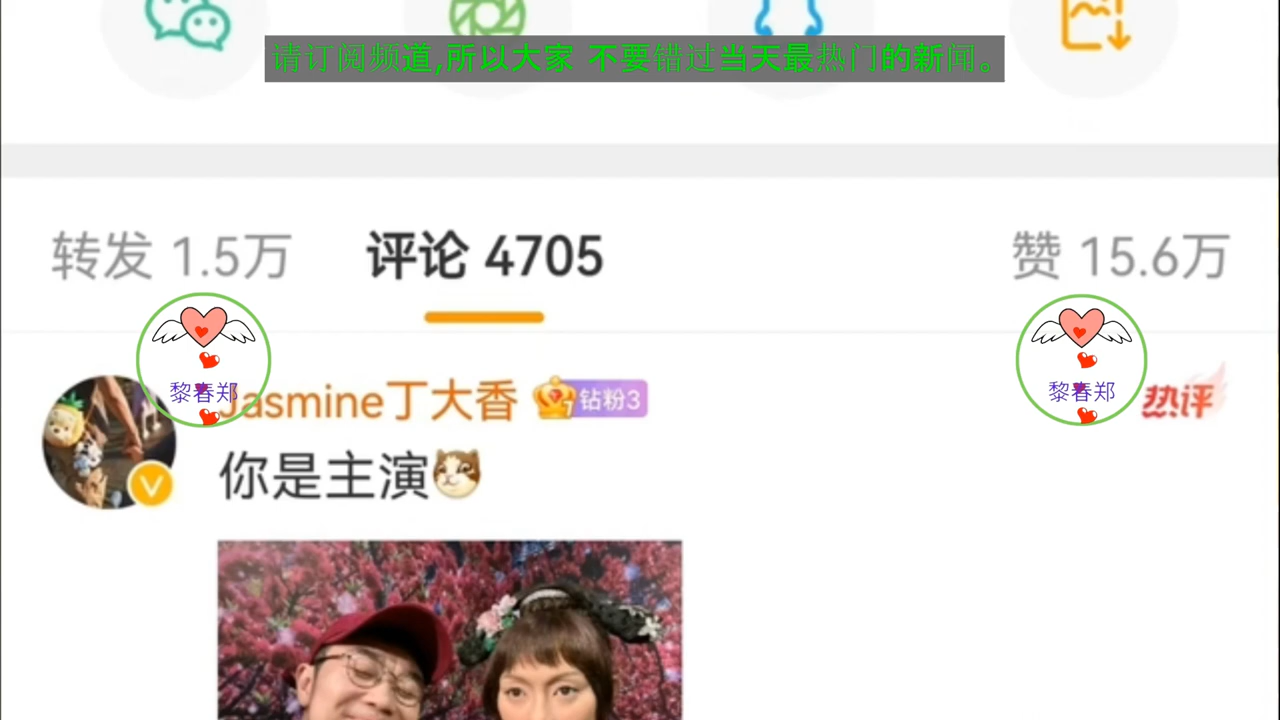 请订阅频道,所以大家 不要错过当天最热门的新闻。
转发 1.5万
评论 4705
赞 15.6万
黎春郑
黎春郑
Jasmine丁大香
钻粉3
热评
你是主演